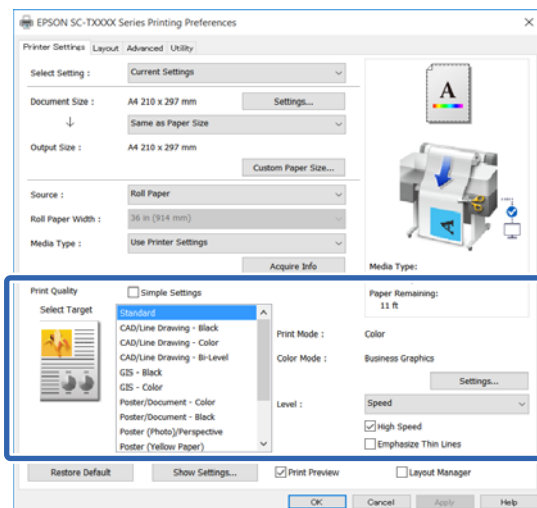 EPSON SC-TXXXX Series Printing Preferences
Printer Settings Layout Advanced Utility
Select Setting : Current Settings
Document Size : A4 210 x 297 mm Settings...
Same as Paper Size
Output Size : A4 210 x 297 mm
Custom Paper Size...
Source : Roll Paper
Roll Paper Width : 36 in (914 mm)
Media Type : Use Printer Settings
Acquire Info
A
Media Type:
Paper Remaining:
11 ft
Print Quality Simple Settings
Select Target
Standard
CAD/Line Drawing - Black
CAD/Line Drawing - Color
CAD/Line Drawing - Bi-Level
GIS - Black
GIS - Color
Poster/Document - Color
Poster/Document - Black
Poster (Photo)/Perspective
Poster (Yellow Paper)
Print Mode : Color
Color Mode : Business Graphics
Settings...
Level : Speed
High Speed
Emphasize Thin Lines
Restore Default Show Settings... Print Preview Layout Manager
OK Cancel Apply Help